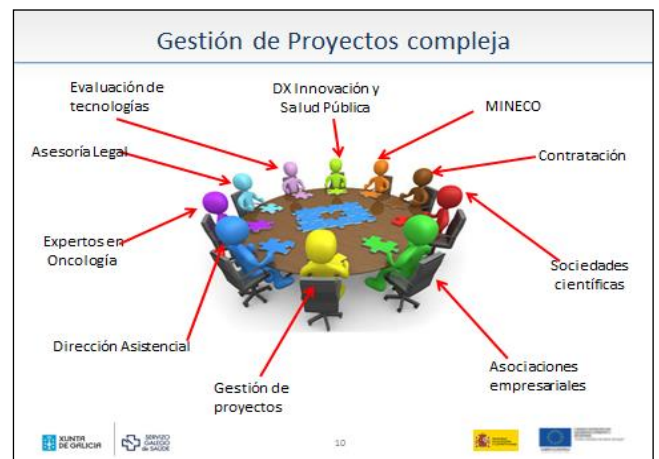 Gestión de Proyectos compleja
Evaluación de
tecnologías
DX Innovación y
Salud Pública
MINECO
Asesoría Legal
Contratación
Expertos en
Oncología
Sociedades
científicas
Dirección Asistencial
Gestión de
proyectos
Asociaciones
empresariales
XUNTA
DE GALICIA
SERVIZO
GALEGO
de SAÚDE
10